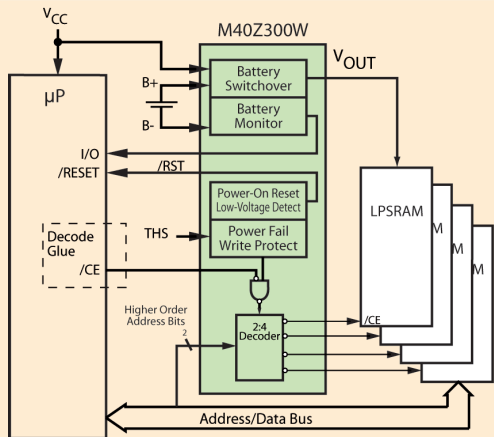 VCC
M40Z300W
VOUT
μP
B+
B-
Battery
Switchover
Battery
Monitor
I/O
/RESET
/RST
Power-On Reset
Low-Voltage Detect
Power Fail
Write Protect
THS
Decode
Glue
/CE
LPSRAM
M
M
M
/CE
Higher Order
Address Bits
2
2:4
Decoder
Address/Data Bus